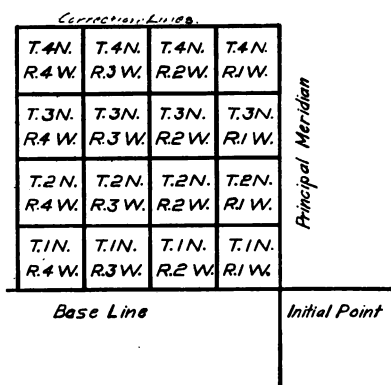 Correction Lines.
T.4N. T.4N. T.4N. T.4N.
R.4W. R.3W. R.2W. R.1W.
T.3N. T.3N. T.3N. T.3N.
R.4W. R.3W. R.2W. R.1W.
T.2N. T.2N. T.2N. T.2N.
R.4W. R.3W. R.2W. R.1W.
T.1N. T.1N. T.1N. T.1N.
R.4W. R.3W. R.2W. R.1W.
Principal Meridian
Base Line
Initial Point